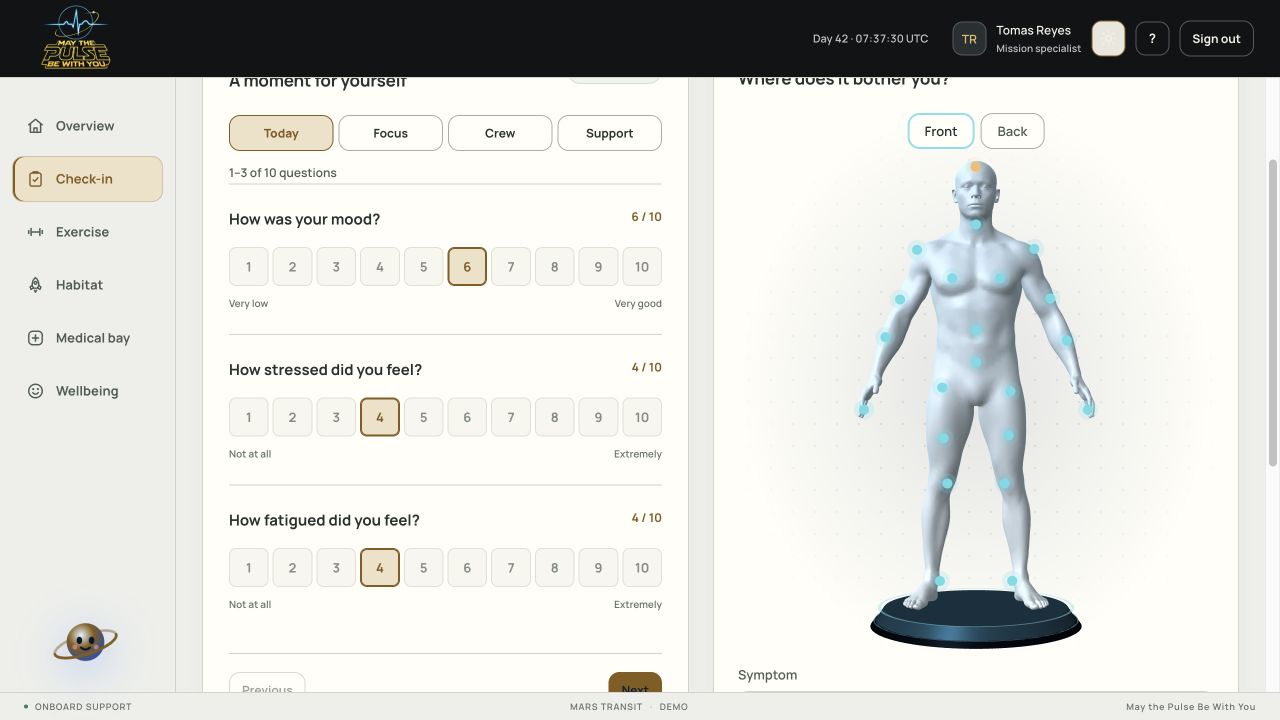 MAY THE
PULSE
BE WITH YOU
Day 42 · 07:37:30 UTC
TR
Tomas Reyes
Mission specialist
?
Sign out
Overview
Check-in
Exercise
Habitat
Medical bay
Wellbeing
A moment for yourself
Today
Focus
Crew
Support
1–3 of 10 questions
How was your mood?
6 / 10
1 2 3 4 5 6 7 8 9 10
Very low
Very good
How stressed did you feel?
4 / 10
1 2 3 4 5 6 7 8 9 10
Not at all
Extremely
How fatigued did you feel?
4 / 10
1 2 3 4 5 6 7 8 9 10
Not at all
Extremely
Previous
Next
Where does it bother you?
Front
Back
Symptom
ONBOARD SUPPORT
MARS TRANSIT · DEMO
May the Pulse Be With You